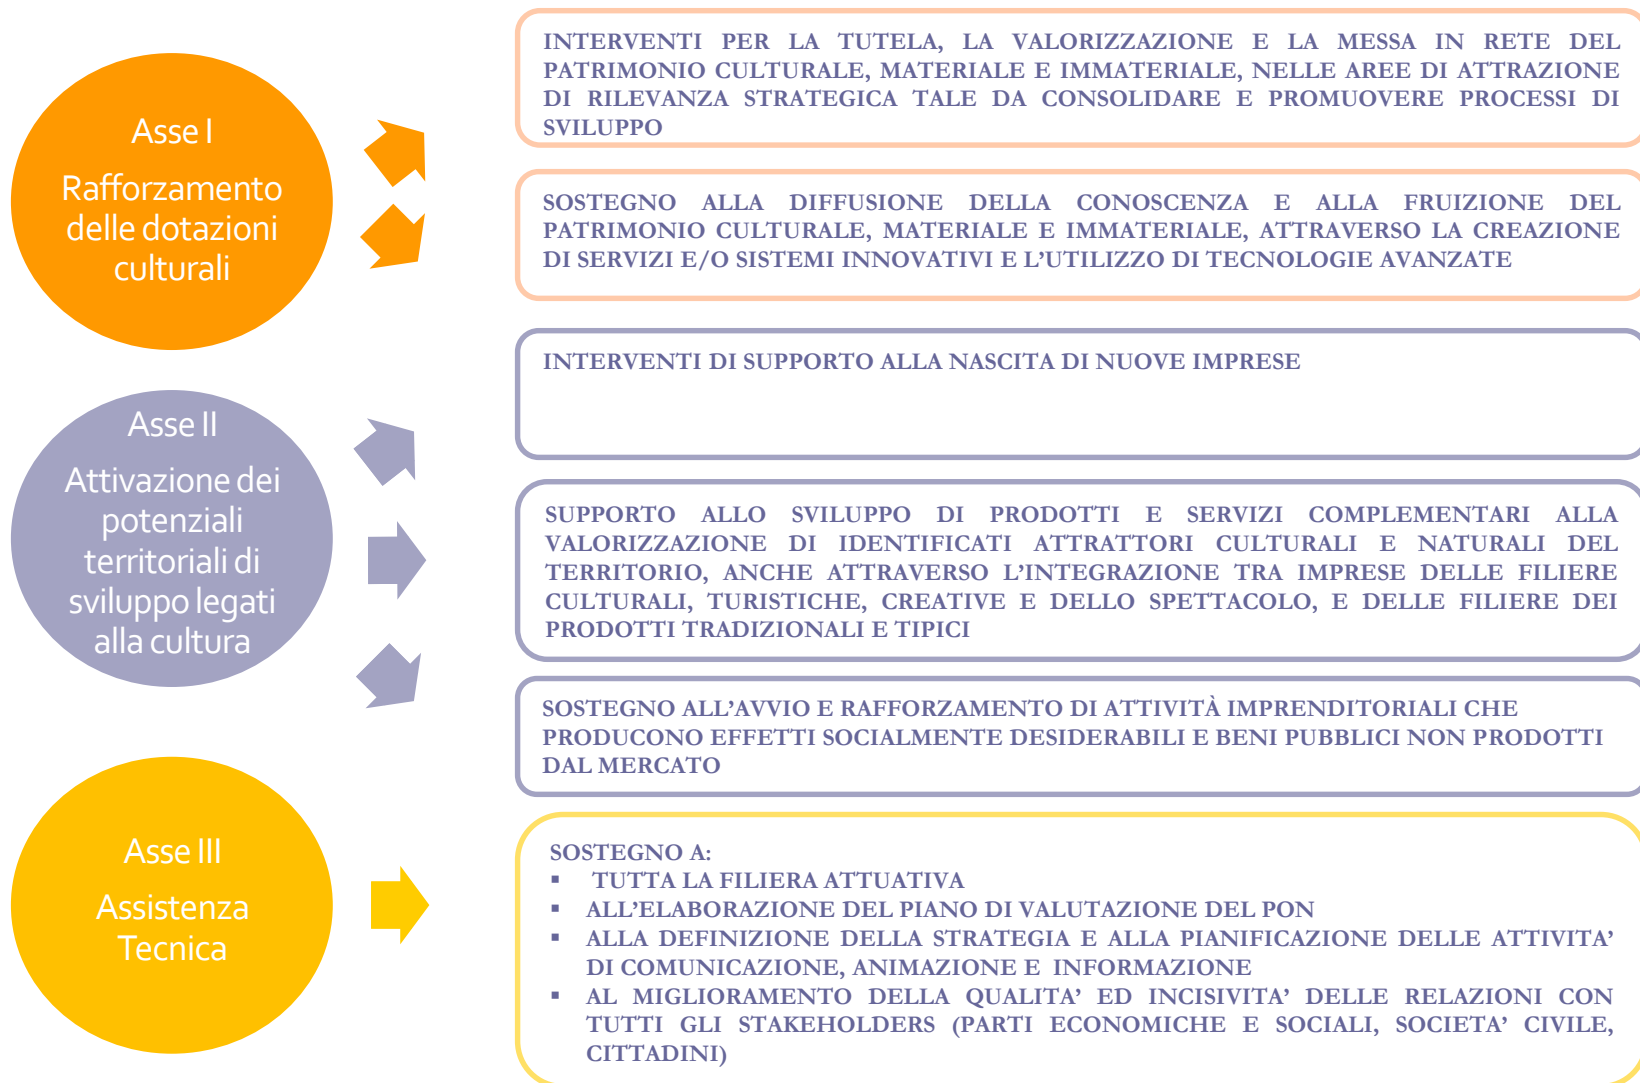 Asse I
Rafforzamento
delle dotazioni
culturali
INTERVENTI PER LA TUTELA, LA VALORIZZAZIONE E LA MESSA IN RETE DEL
PATRIMONIO CULTURALE, MATERIALE E IMMATERIALE, NELLE AREE DI ATTRAZIONE
DI RILEVANZA STRATEGICA TALE DA CONSOLIDARE E PROMUOVERE PROCESSI DI
SVILUPPO
SOSTEGNO ALLA DIFFUSIONE DELLA CONOSCENZA E ALLA FRUIZIONE DEL
PATRIMONIO CULTURALE, MATERIALE E IMMATERIALE, ATTRAVERSO LA CREAZIONE
DI SERVIZI E/O SISTEMI INNOVATIVI E L’UTILIZZO DI TECNOLOGIE AVANZATE
Asse II
Attivazione dei
potenziali
territoriali di
sviluppo legati
alla cultura
INTERVENTI DI SUPPORTO ALLA NASCITA DI NUOVE IMPRESE
SUPPORTO ALLO SVILUPPO DI PRODOTTI E SERVIZI COMPLEMENTARI ALLA
VALORIZZAZIONE DI IDENTIFICATI ATTRATTORI CULTURALI E NATURALI DEL
TERRITORIO, ANCHE ATTRAVERSO L’INTEGRAZIONE TRA IMPRESE DELLE FILIERE
CULTURALI, TURISTICHE, CREATIVE E DELLO SPETTACOLO, E DELLE FILIERE DEI
PRODOTTI TRADIZIONALI E TIPICI
SOSTEGNO ALL’AVVIO E RAFFORZAMENTO DI ATTIVITÀ IMPRENDITORIALI CHE
PRODUCONO EFFETTI SOCIALMENTE DESIDERABILI E BENI PUBBLICI NON PRODOTTI
DAL MERCATO
Asse III
Assistenza
Tecnica
SOSTEGNO A:
▪ TUTTA LA FILIERA ATTUATIVA
▪ ALL’ELABORAZIONE DEL PIANO DI VALUTAZIONE DEL PON
▪ ALLA DEFINIZIONE DELLA STRATEGIA E ALLA PIANIFICAZIONE DELLE ATTIVITA’
DI COMUNICAZIONE, ANIMAZIONE E INFORMAZIONE
▪ AL MIGLIORAMENTO DELLA QUALITA’ ED INCISIVITA’ DELLE RELAZIONI CON
TUTTI GLI STAKEHOLDERS (PARTI ECONOMICHE E SOCIALI, SOCIETA’ CIVILE,
CITTADINI)